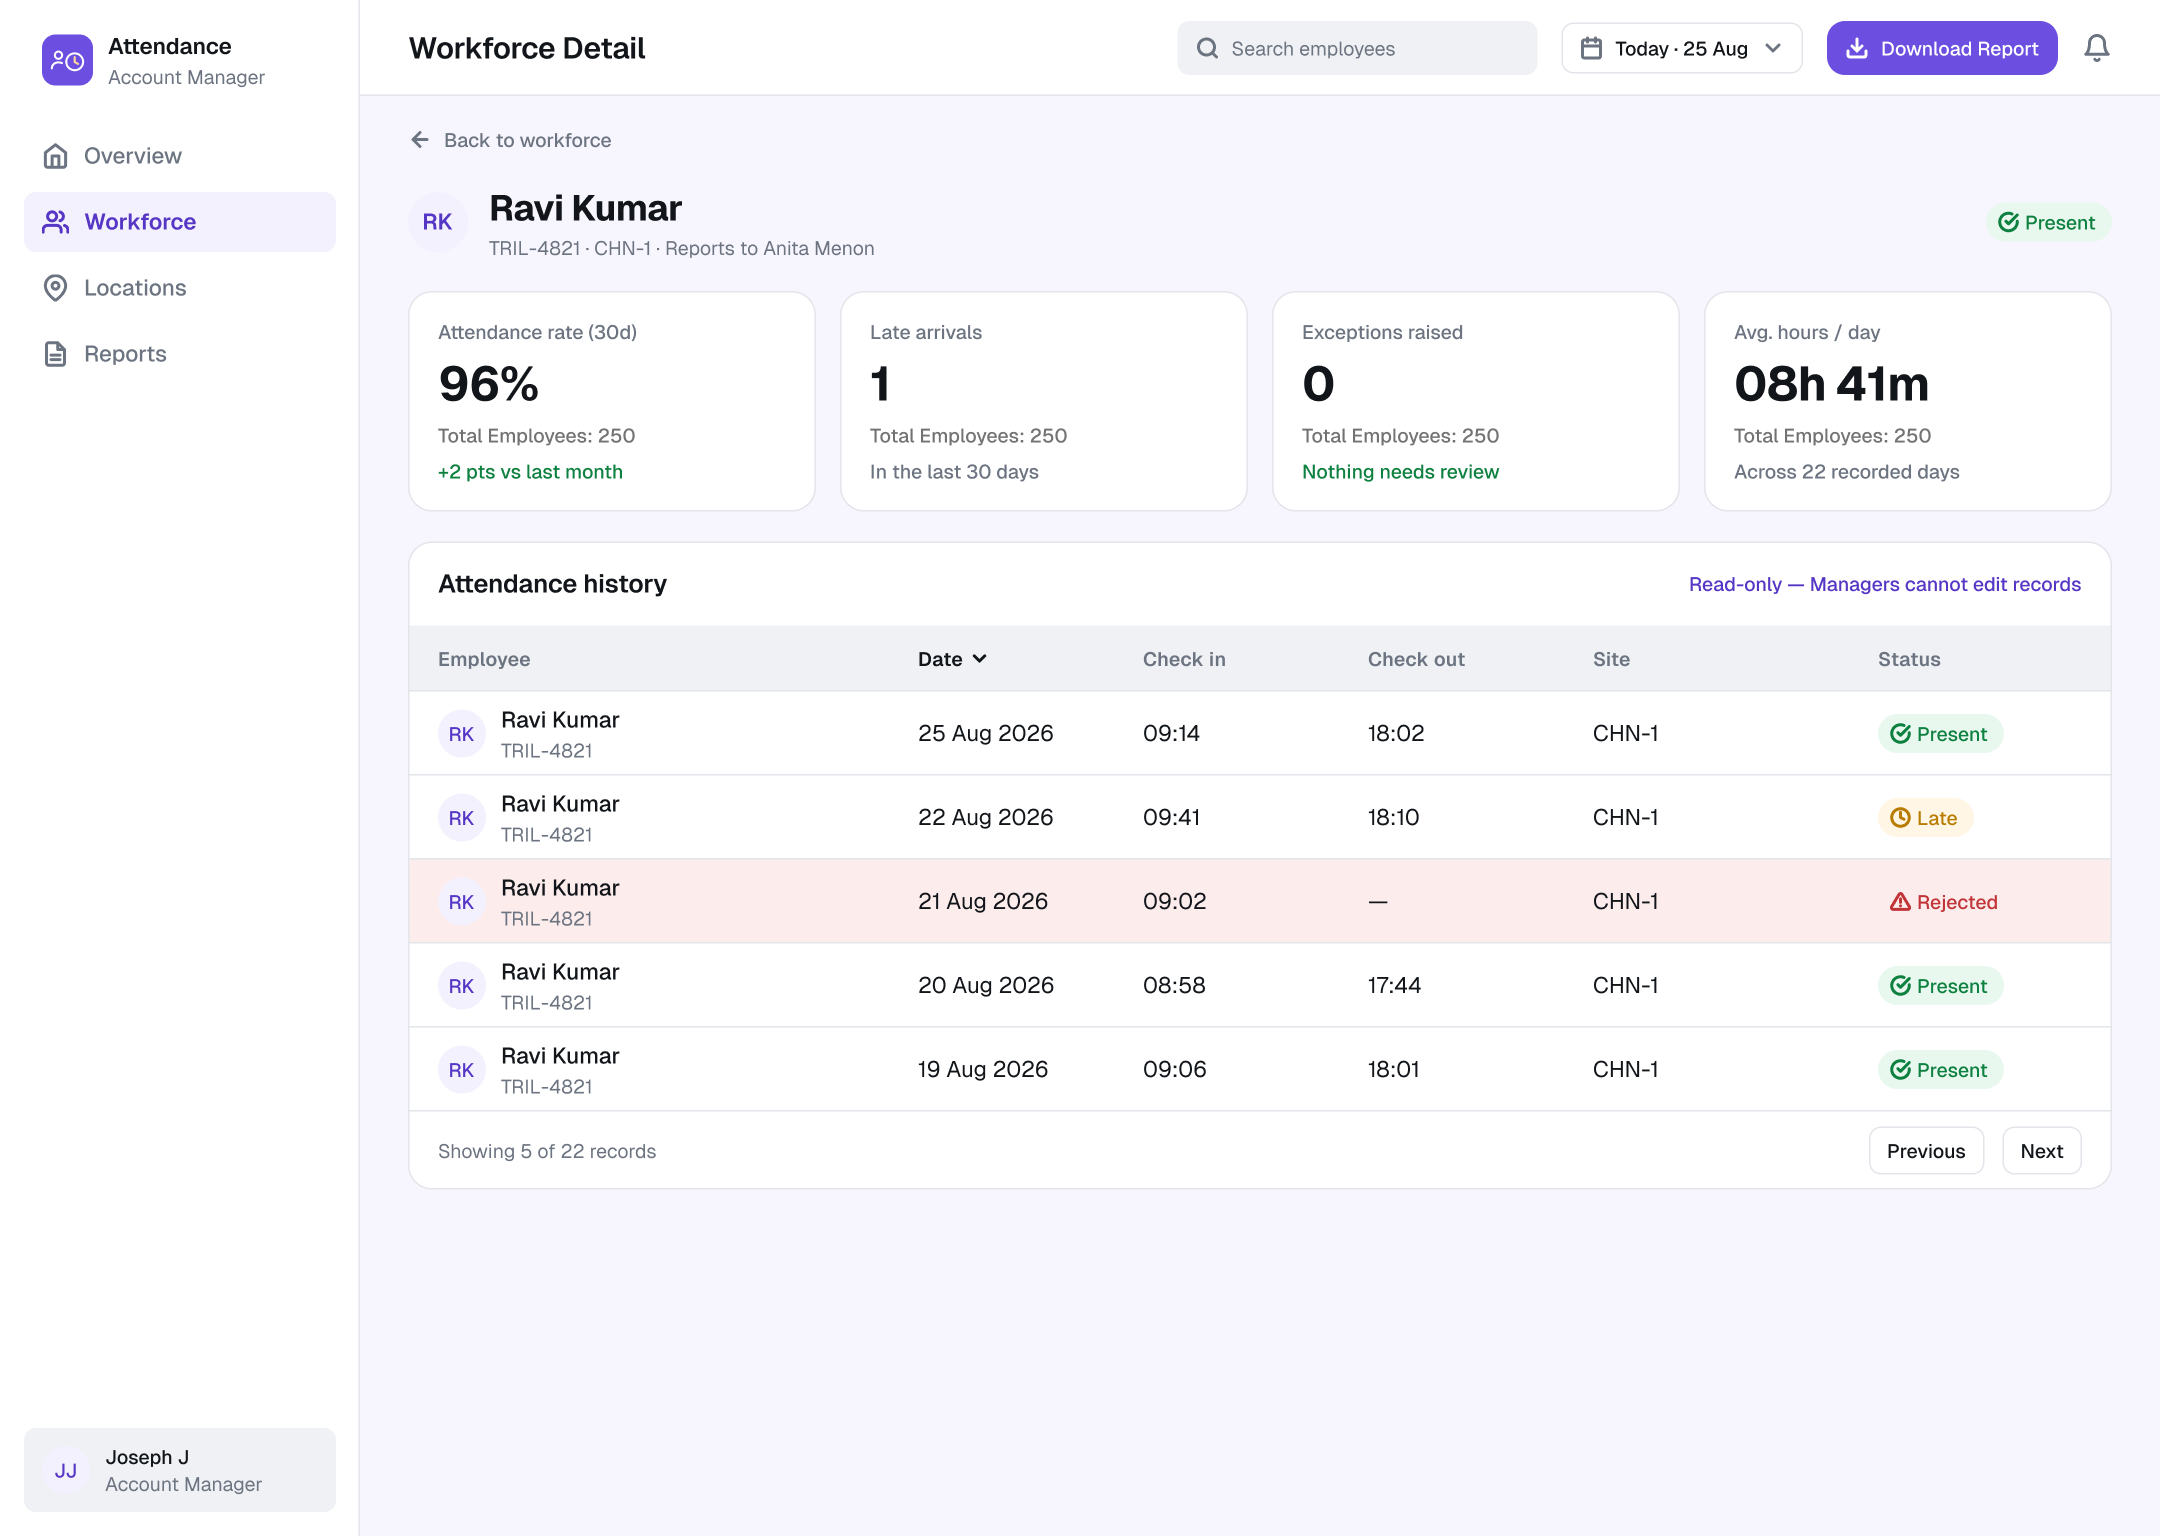 Attendance
Account Manager
Overview
Workforce
Locations
Reports
Joseph J
Account Manager
JJ
Workforce Detail
Search employees
Today · 25 Aug
Download Report
Back to workforce
RK
Ravi Kumar
TRIL-4821 · CHN-1 · Reports to Anita Menon
Present
Attendance rate (30d)
96%
Total Employees: 250
+2 pts vs last month
Late arrivals
1
Total Employees: 250
In the last 30 days
Exceptions raised
0
Total Employees: 250
Nothing needs review
Avg. hours / day
08h 41m
Total Employees: 250
Across 22 recorded days
Attendance history
Read-only — Managers cannot edit records
Employee Date Check in Check out Site Status
RK Ravi Kumar TRIL-4821 25 Aug 2026 09:14 18:02 CHN-1 Present
RK Ravi Kumar TRIL-4821 22 Aug 2026 09:41 18:10 CHN-1 Late
RK Ravi Kumar TRIL-4821 21 Aug 2026 09:02 — CHN-1 Rejected
RK Ravi Kumar TRIL-4821 20 Aug 2026 08:58 17:44 CHN-1 Present
RK Ravi Kumar TRIL-4821 19 Aug 2026 09:06 18:01 CHN-1 Present
Showing 5 of 22 records
Previous
Next